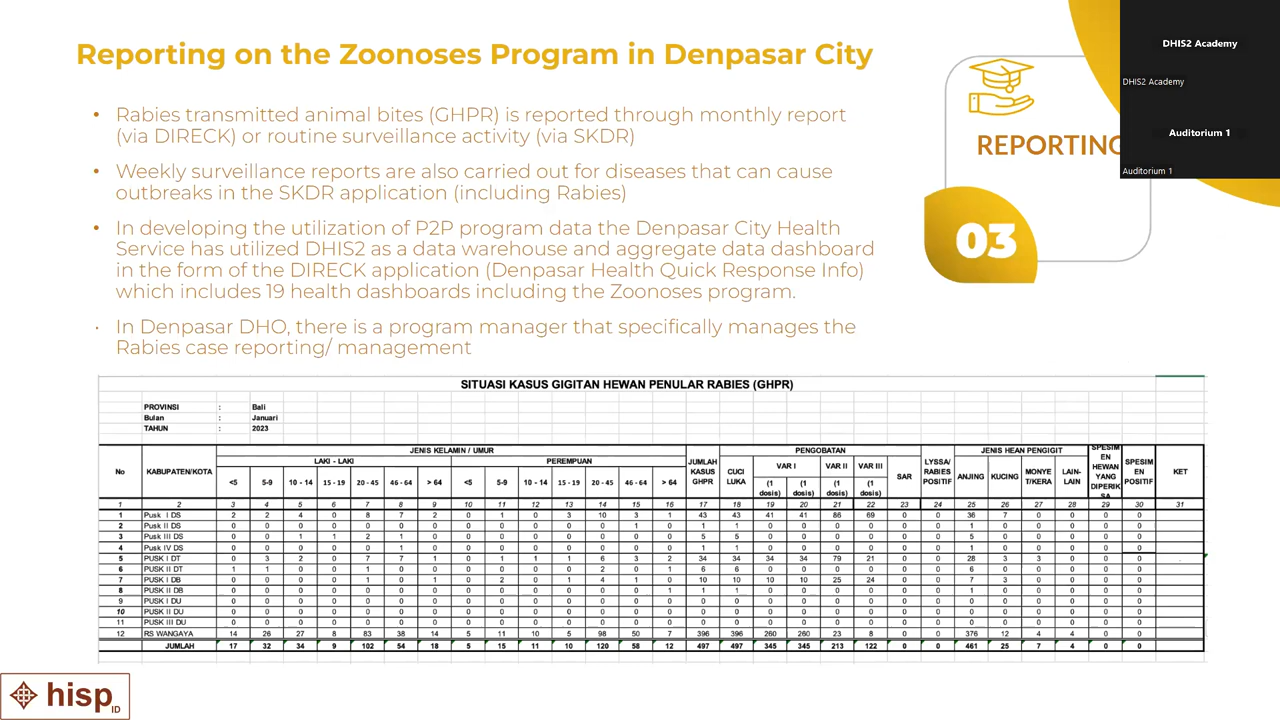 Reporting on the Zoonoses Program in Denpasar City
DHIS2 Academy
DHIS2 Academy
Auditorium 1
Auditorium 1
REPORTING
03
• Rabies transmitted animal bites (GHPR) is reported through monthly report
(via DIRECK) or routine surveillance activity (via SKDR)
• Weekly surveillance reports are also carried out for diseases that can cause
outbreaks in the SKDR application (including Rabies)
• In developing the utilization of P2P program data the Denpasar City Health
Service has utilized DHIS2 as a data warehouse and aggregate data dashboard
in the form of the DIRECK application (Denpasar Health Quick Response Info)
which includes 19 health dashboards including the Zoonoses program.
• In Denpasar DHO, there is a program manager that specifically manages the
Rabies case reporting/ management
SITUASI KASUS GIGITAN HEWAN PENULAR RABIES (GHPR)
PROVINSI : Bali
Bulan : Januari
TAHUN : 2023
No KABUPATEN/KOTA JENIS KELAMIN / UMUR JUMLAH KASUS GHPR PENGOBATAN LYSSA/ RABIES POSITIF JENIS HEAN PENGIGIT SPESIM EN HEWAN YANG DIPERIK SA SPESIM EN POSITIF KET
LAKI - LAKI PEREMPUAN CUCI LUKA VAR I VAR II VAR III SAR ANJING KUCING MONYE T/KERA LAIN- LAIN
<5 5-9 10 - 14 15 - 19 20 - 45 46 - 64 > 64 <5 5-9 10 - 14 15 - 19 20 - 45 46 - 64 > 64 (1 dosis) (1 dosis) (1 dosis) (1 dosis)
1 2 3 4 5 6 7 8 9 10 11 12 13 14 15 16 17 18 19 20 21 22 23 24 25 26 27 28 29 30 31
1 Pusk I DS 2 2 4 0 8 7 2 0 1 0 3 10 3 1 43 43 41 41 86 69 0 0 36 7 0 0 0 0
2 Pusk II DS 0 0 0 0 0 0 0 0 0 0 0 0 1 0 1 1 0 0 0 0 0 0 1 0 0 0 0 0
3 Pusk III DS 0 0 1 1 2 1 0 0 0 0 0 0 0 0 5 5 0 0 0 0 0 0 5 0 0 0 0 0
4 Pusk IV DS 0 0 0 0 0 1 0 0 0 0 0 0 0 0 1 1 0 0 0 0 0 0 1 0 0 0 0 0
5 PUSK I DT 0 3 2 0 7 7 1 0 1 1 1 6 3 2 34 34 34 34 79 21 0 0 28 3 3 0 0 0
6 PUSK II DT 1 1 0 0 1 0 0 0 0 0 0 2 0 1 6 6 0 0 0 0 0 0 6 0 0 0 0 0
7 PUSK I DB 0 0 0 0 1 0 1 0 2 0 1 4 1 0 10 10 10 10 25 24 0 0 7 3 0 0 0 0
8 PUSK II DB 0 0 0 0 0 0 0 0 0 0 0 0 0 1 1 1 0 0 0 0 0 0 1 0 0 0 0 0
9 PUSK I DU 0 0 0 0 0 0 0 0 0 0 0 0 0 0 0 0 0 0 0 0 0 0 0 0 0 0 0 0
10 PUSK II DU 0 0 0 0 0 0 0 0 0 0 0 0 0 0 0 0 0 0 0 0 0 0 0 0 0 0 0 0
11 PUSK III DU 0 0 0 0 0 0 0 0 0 0 0 0 0 0 0 0 0 0 0 0 0 0 0 0 0 0 0 0
12 RS WANGAYA 14 26 27 8 83 38 14 5 11 10 5 98 50 7 396 396 260 260 23 8 0 0 376 12 4 4 0 0
JUMLAH 17 32 34 9 102 54 18 5 15 11 10 120 58 12 497 497 345 345 213 122 0 0 461 25 7 4 0 0
hisp ID